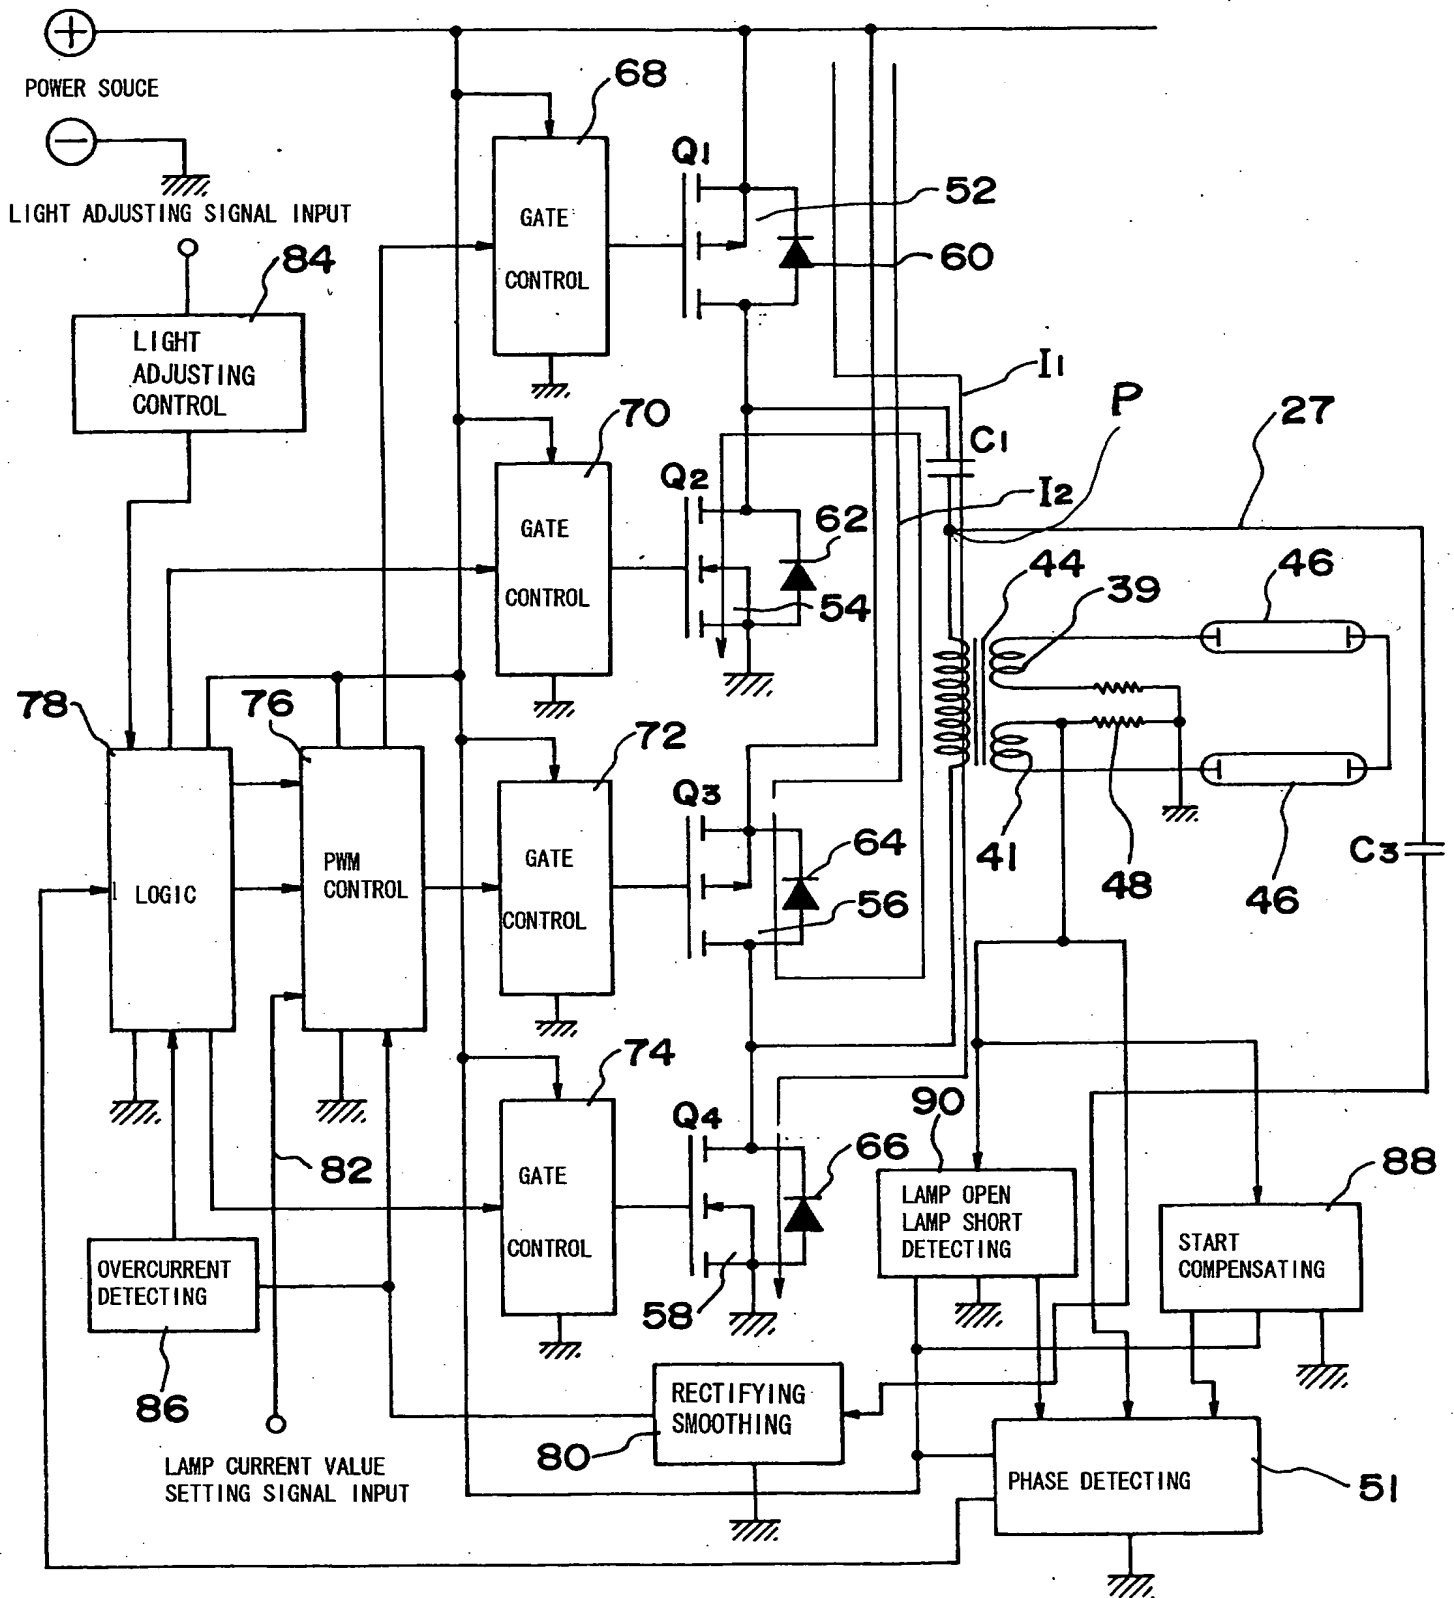 POWER SOUCE
68
Q1
52
LIGHT ADJUSTING SIGNAL INPUT
GATE
CONTROL
84
60
LIGHT
ADJUSTING
CONTROL
I1
P
27
70
C1
Q2
I2
GATE
CONTROL
62
54
44
39
46
78
76
72
Q3
GATE
CONTROL
64
56
41
48
46
C3
LOGIC
PWM
CONTROL
74
Q4
GATE
CONTROL
66
58
90
88
82
LAMP OPEN
LAMP SHORT
DETECTING
START
COMPENSATING
OVERCURRENT
DETECTING
86
RECTIFYING
SMOOTHING
80
LAMP CURRENT VALUE
SETTING SIGNAL INPUT
PHASE DETECTING
51